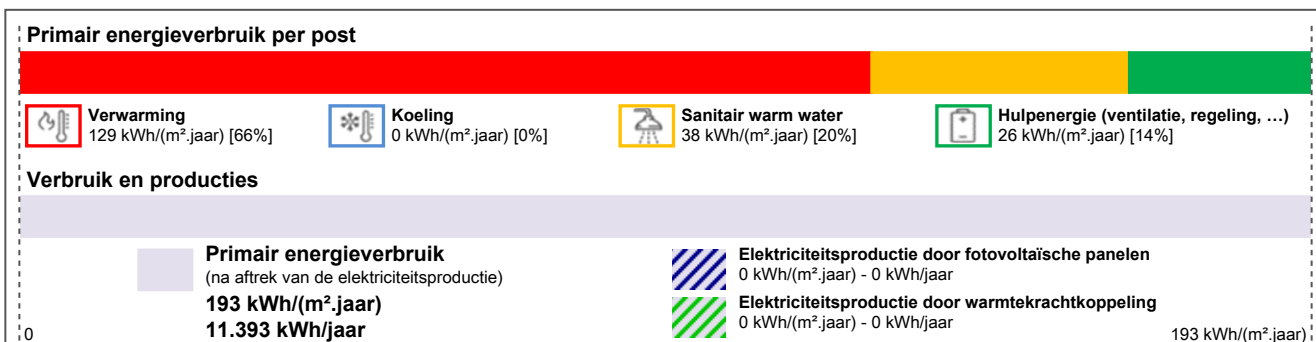 Primair energieverbruik per post
Verwarming
129 kWh/(m².jaar) [66%]
Koeling
0 kWh/(m².jaar) [0%]
Sanitair warm water
38 kWh/(m².jaar) [20%]
Hulpenergie (ventilatie, regeling, …)
26 kWh/(m².jaar) [14%]
Verbruik en producties
Primair energieverbruik
(na aftrek van de elektriciteitsproductie)
193 kWh/(m².jaar)
11.393 kWh/jaar
Elektriciteitsproductie door fotovoltaïsche panelen
0 kWh/(m².jaar) - 0 kWh/jaar
Elektriciteitsproductie door warmtekrachtkoppeling
0 kWh/(m².jaar) - 0 kWh/jaar
0
193 kWh/(m².jaar)